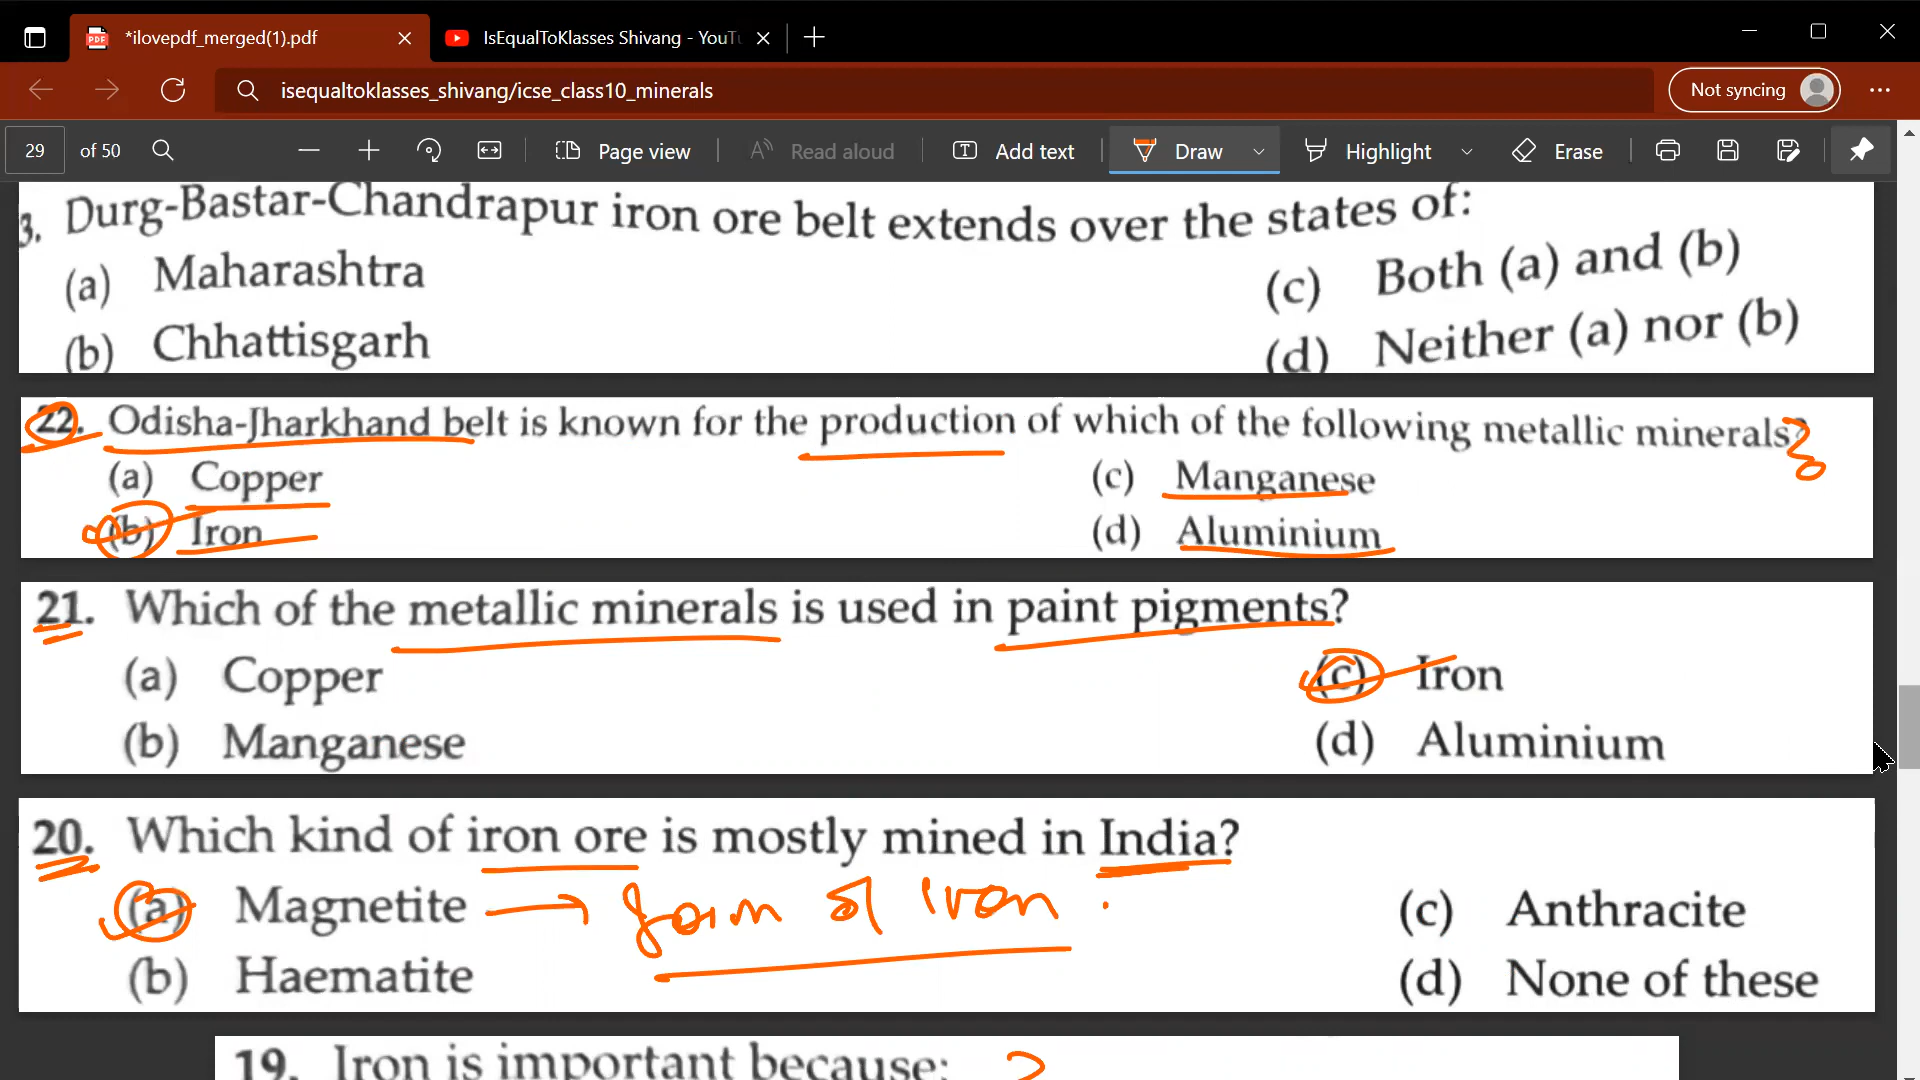 *ilovepdf_merged(1).pdf
IsEqualToKlasses Shivang - YouTu
isequaltoklasses_shivang/icse_class10_minerals
Not syncing
29 of 50
Page view
Read aloud
Add text
Draw
Highlight
Erase
3. Durg-Bastar-Chandrapur iron ore belt extends over the states of:
(a) Maharashtra
(c) Both (a) and (b)
(b) Chhattisgarh
(d) Neither (a) nor (b)
22. Odisha-Jharkhand belt is known for the production of which of the following metallic minerals?
(a) Copper
(c) Manganese
(b) Iron
(d) Aluminium
21. Which of the metallic minerals is used in paint pigments?
(a) Copper
(c) Iron
(b) Manganese
(d) Aluminium
20. Which kind of iron ore is mostly mined in India?
(a) Magnetite → form of iron.
(c) Anthracite
(b) Haematite
(d) None of these
19. Iron is important because: